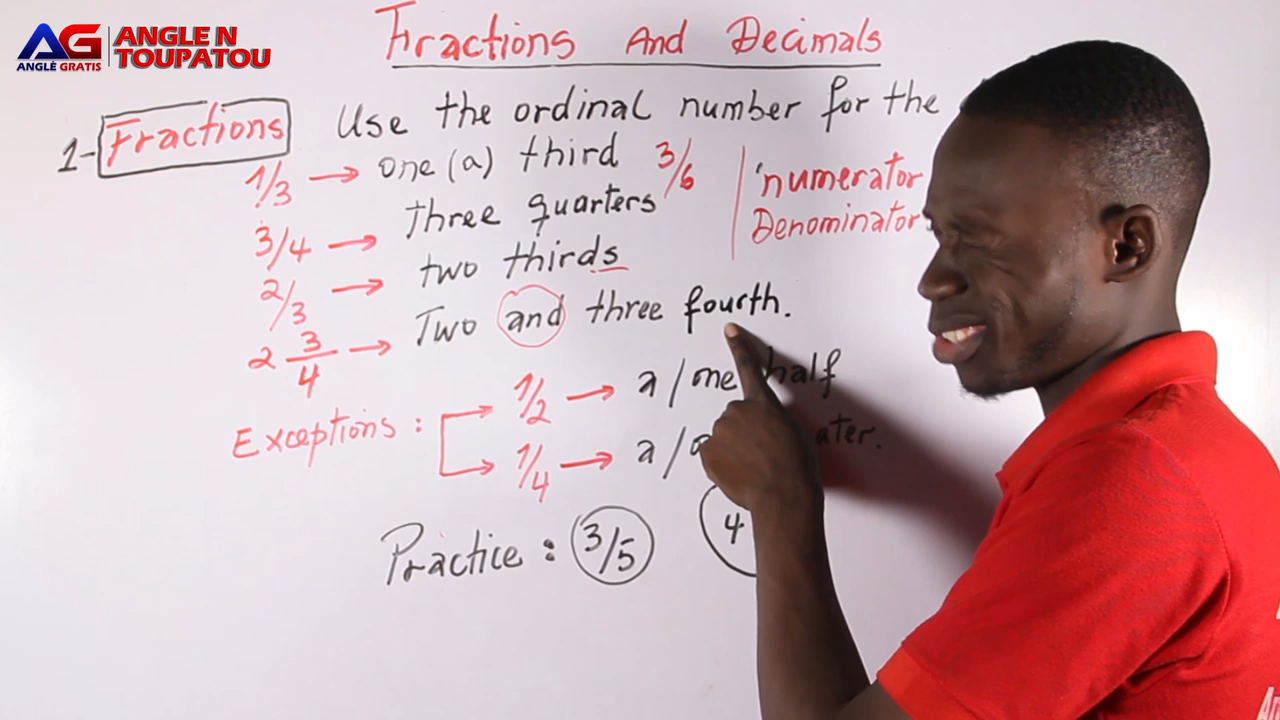 AG ANGLE N
ANGLÈ GRATIS TOUPATOU
Fractions And Decimals
1- Fractions Use the ordinal number for the
1/3 → one (a) third 3/6 numerator
3/4 → three quarters Denominator
2/3 → two thirds
2 3/4 → Two and three fourth.
Exceptions : 1/2 → a / one half
1/4 → a /
Practice : 3/5 4